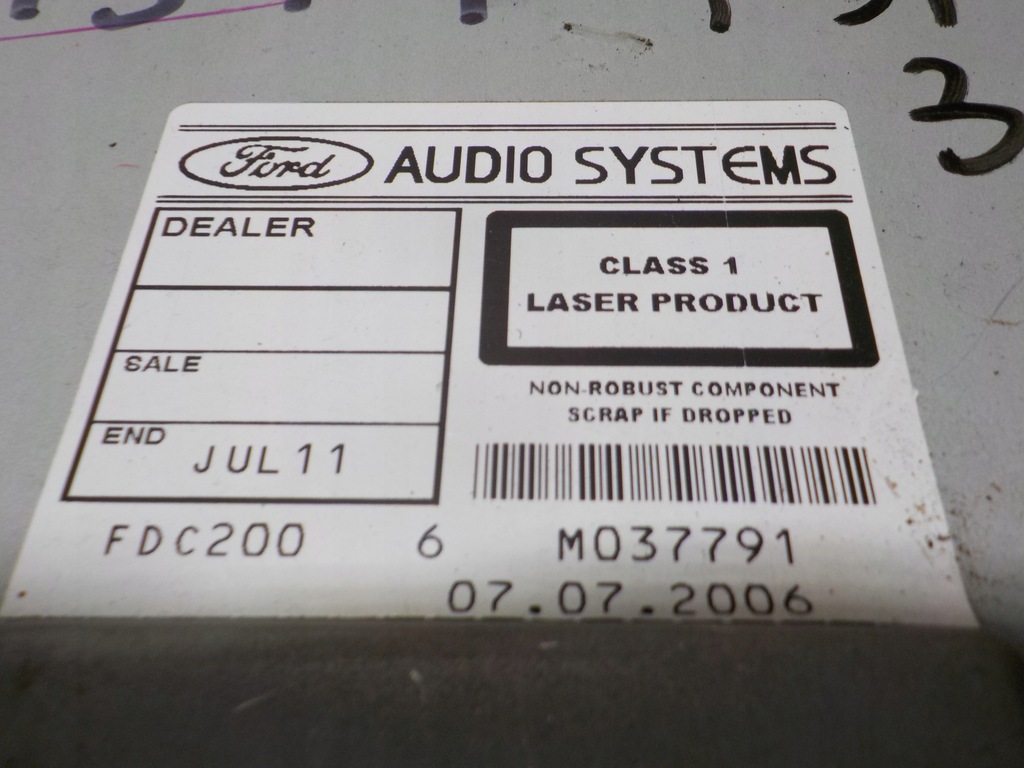 3
Ford AUDIO SYSTEMS
DEALER
CLASS 1
LASER PRODUCT
SALE
NON-ROBUST COMPONENT
SCRAP IF DROPPED
END JUL 11
FDC200 6 M037791
07.07.2006